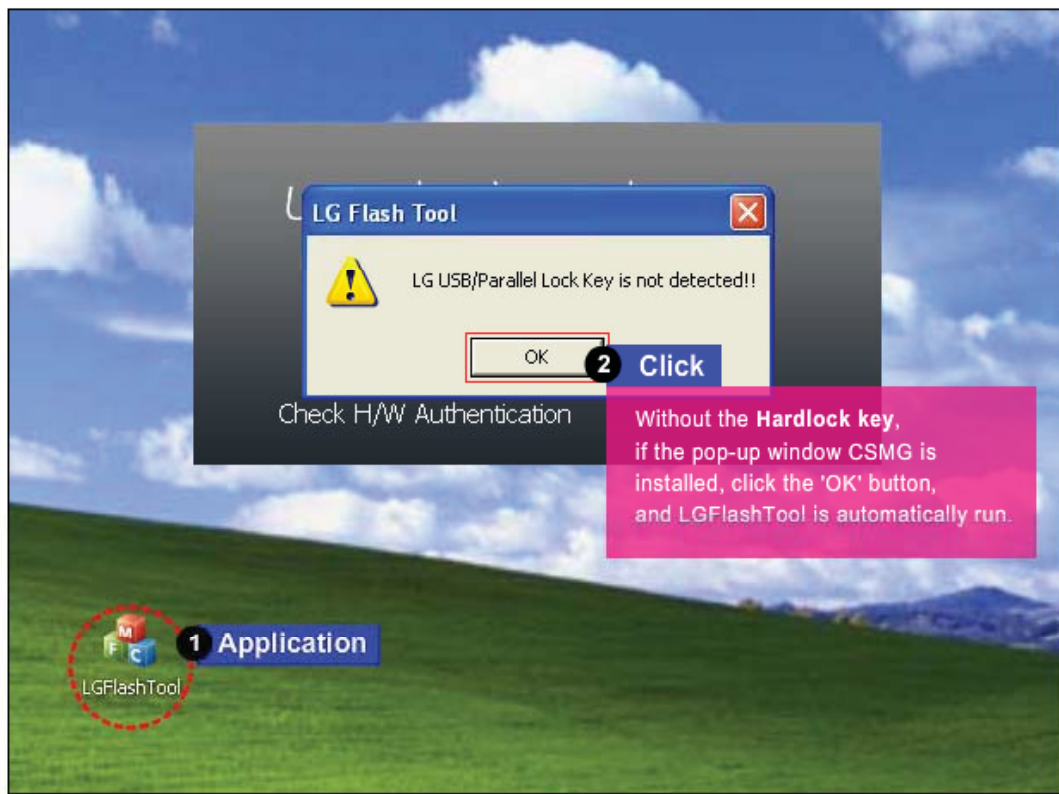 LG Flash Tool
LG USB/Parallel Lock Key is not detected!!
OK
2 Click
Check H/W Authentication
Without the Hardlock key,
if the pop-up window CSMG is
installed, click the 'OK' button,
and LGFlashTool is automatically run.
M
F C
1 Application
LGFlashTool